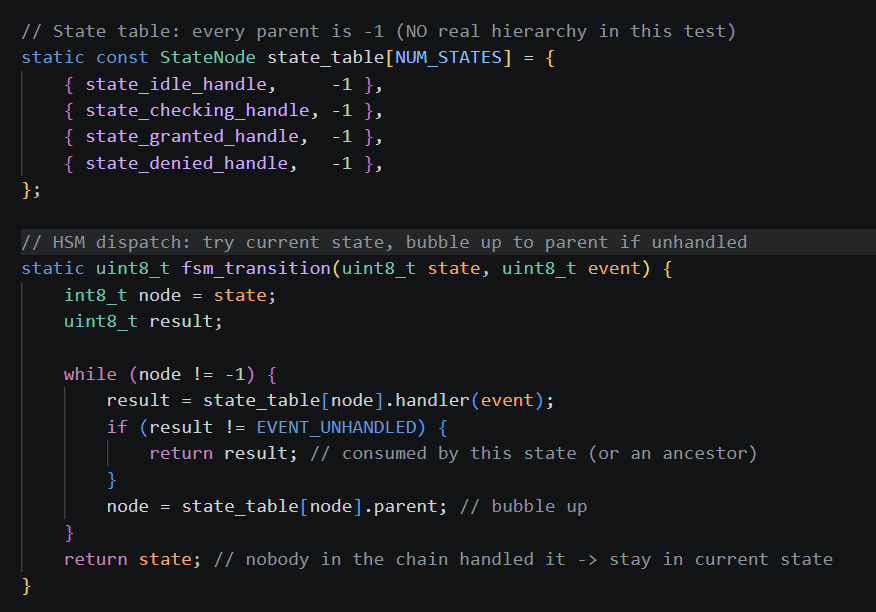 // State table: every parent is -1 (NO real hierarchy in this test)
static const StateNode state_table[NUM_STATES] = {
    { state_idle_handle,     -1 },
    { state_checking_handle, -1 },
    { state_granted_handle,  -1 },
    { state_denied_handle,   -1 },
};

// HSM dispatch: try current state, bubble up to parent if unhandled
static uint8_t fsm_transition(uint8_t state, uint8_t event) {
    int8_t node = state;
    uint8_t result;

    while (node != -1) {
        result = state_table[node].handler(event);
        if (result != EVENT_UNHANDLED) {
            return result; // consumed by this state (or an ancestor)
        }
        node = state_table[node].parent; // bubble up
    }
    return state; // nobody in the chain handled it -> stay in current state
}